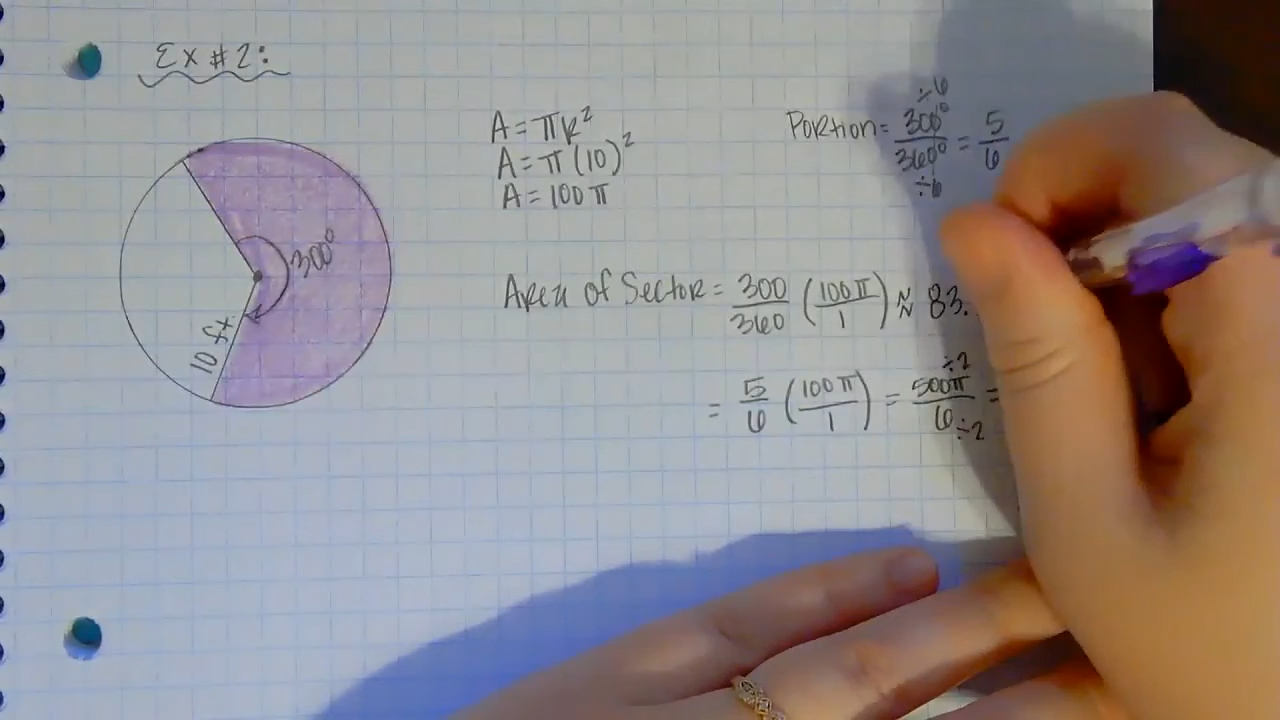 Ex #2:
300°
10 ft
A = πr²
A = π(10)²
A = 100π
÷6
Portion = 300°/360° = 5/6
÷6
Area of Sector = 300/360 (100π/1) ≈ 83.
÷2
= 5/6 (100π/1) = 500π/6 =
÷2